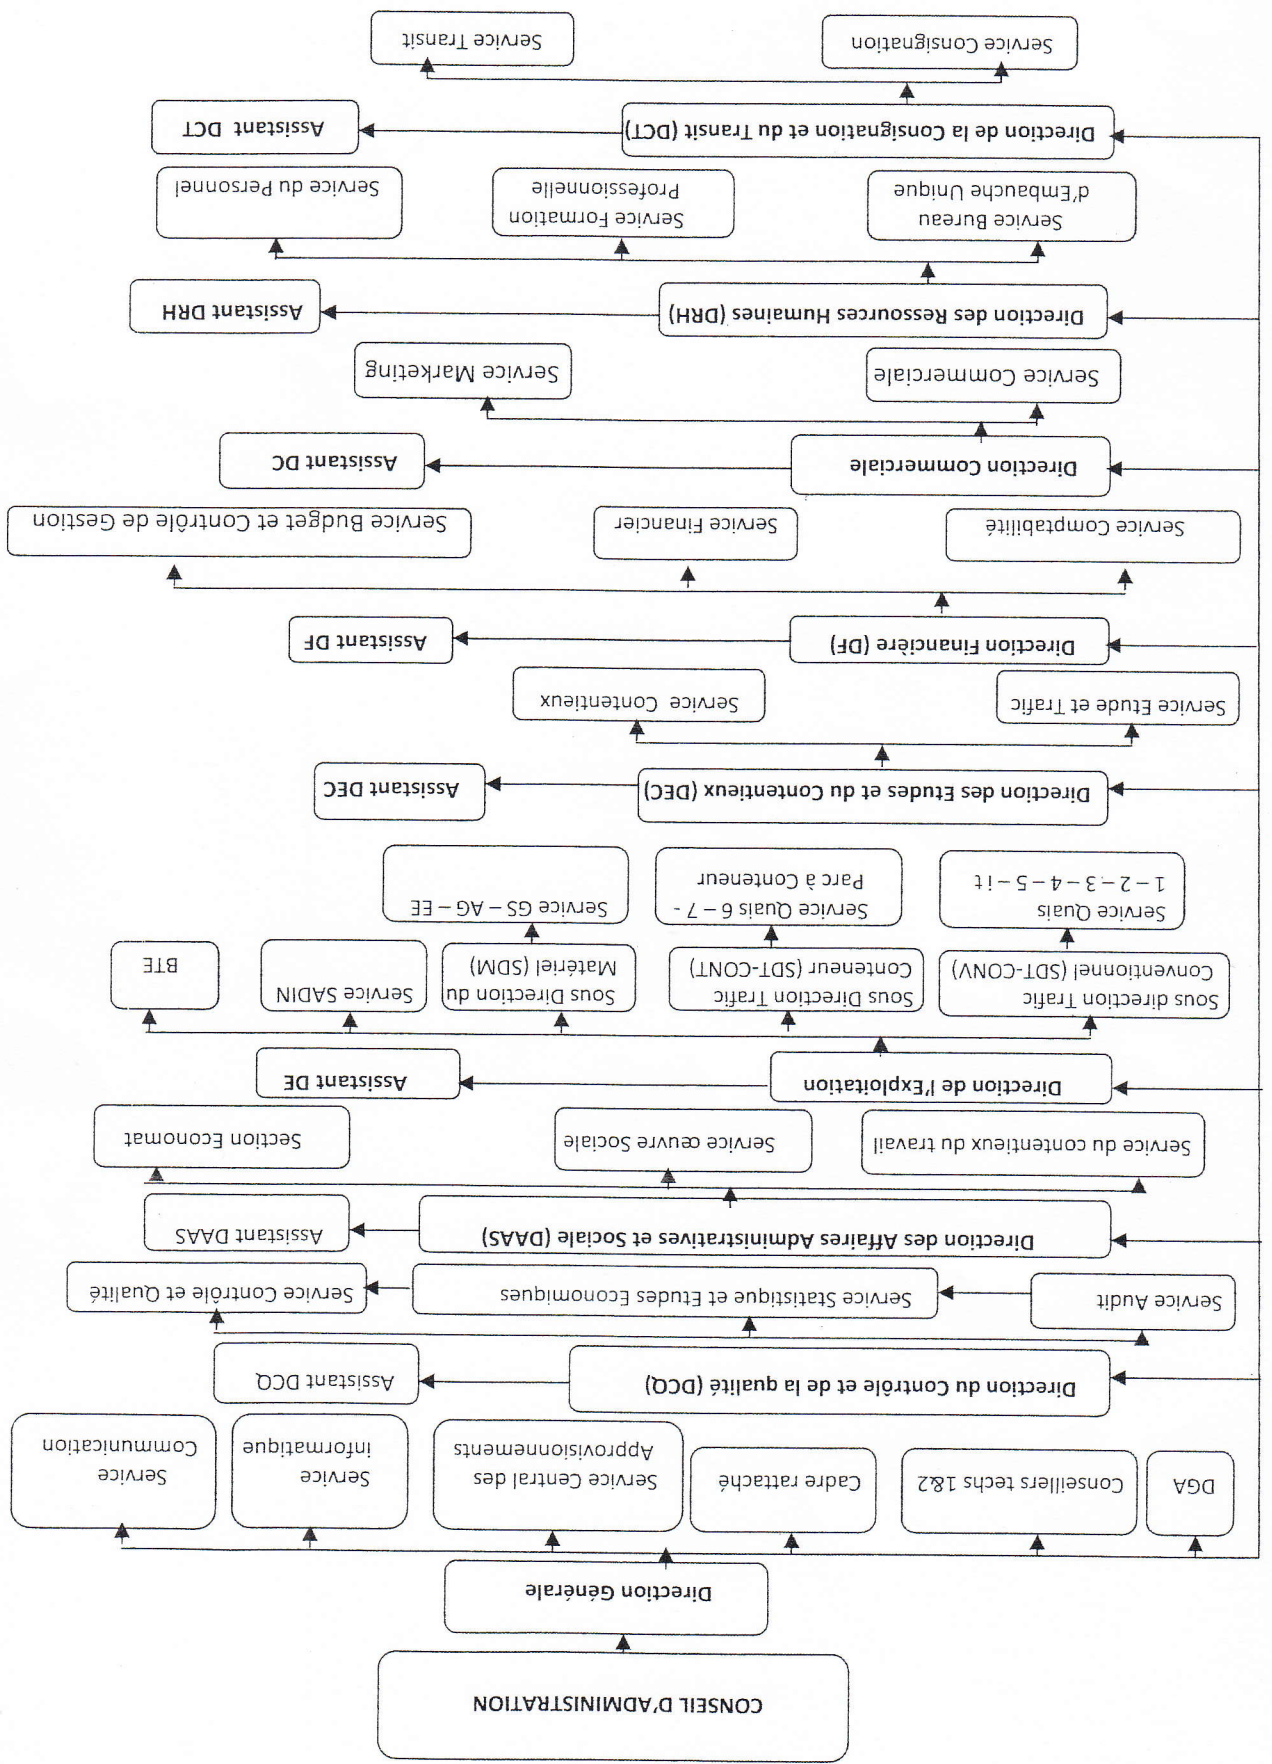 CONSEIL D'ADMINISTRATION
Direction Générale
DGA
Conseillers techs 1&2
Cadre rattaché
Service Central des
Approvisionnements
Service
informatique
Service
Communication
Direction du Contrôle et de la qualité (DCQ)
Assistant DCQ
Service Audit
Service Statistique et Etudes Economiques
Service Contrôle et Qualité
Direction des Affaires Administratives et Sociale (DAAS)
Assistant DAAS
Service du contentieux du travail
Service œuvre Sociale
Section Economat
Direction de l'Exploitation
Assistant DE
Sous direction Trafic
Conventionnel (SDT-CONV)
Sous Direction Trafic
Conteneur (SDT-CONT)
Sous Direction du
Matériel (SDM)
Service SADIN
BTE
Service Quais
1 – 2 – 3 – 4 – 5 – it
Service Quais 6 – 7 -
Parc à Conteneur
Service GS – AG – EE
Direction des Etudes et du Contentieux (DEC)
Assistant DEC
Service Etude et Trafic
Service Contentieux
Direction Financière (DF)
Assistant DF
Service Comptabilité
Service Financier
Service Budget et Contrôle de Gestion
Direction Commerciale
Assistant DC
Service Commerciale
Service Marketing
Direction des Ressources Humaines (DRH)
Assistant DRH
Service Bureau
d'Embauche Unique
Service Formation
Professionnelle
Service du Personnel
Direction de la Consignation et du Transit (DCT)
Assistant DCT
Service Consignation
Service Transit